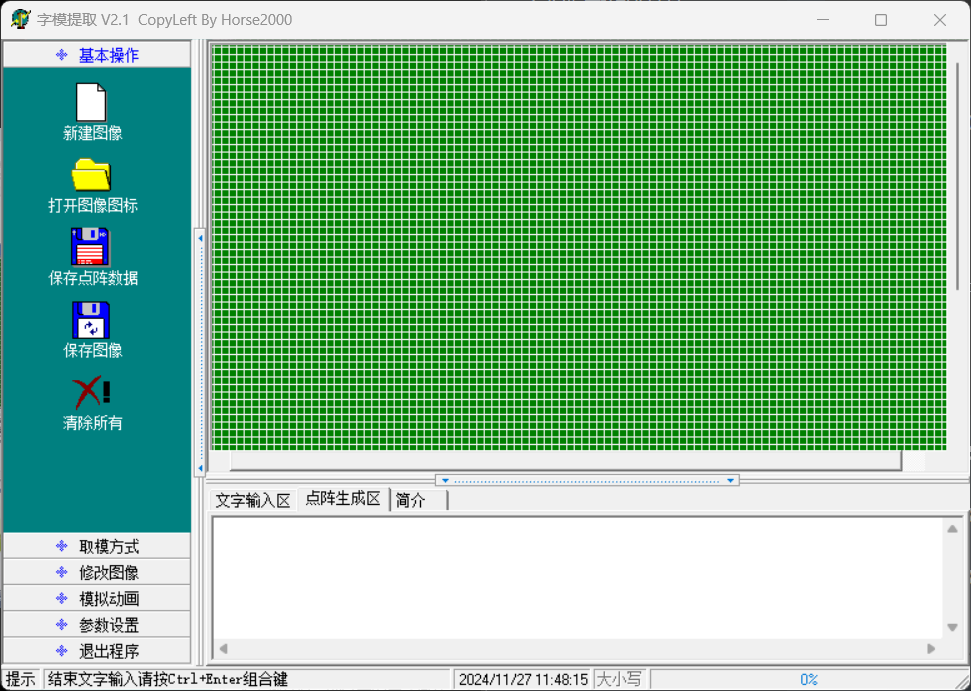 字模提取 V2.1 CopyLeft By Horse2000
基本操作
新建图像
打开图像图标
保存点阵数据
保存图像
清除所有
取模方式
修改图像
模拟动画
参数设置
退出程序
文字输入区 点阵生成区 简介
提示 结束文字输入请按Ctrl+Enter组合键 2024/11/27 11:48:15 大小写 0%